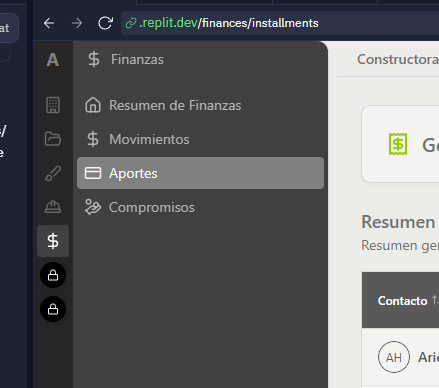 at
.replit.dev/finances/installments
A
Finanzas
Constructora
s/
e
Resumen de Finanzas
Movimientos
Aportes
Compromisos
Ge
Resumen
Resumen ger
Contacto
AH
Arie